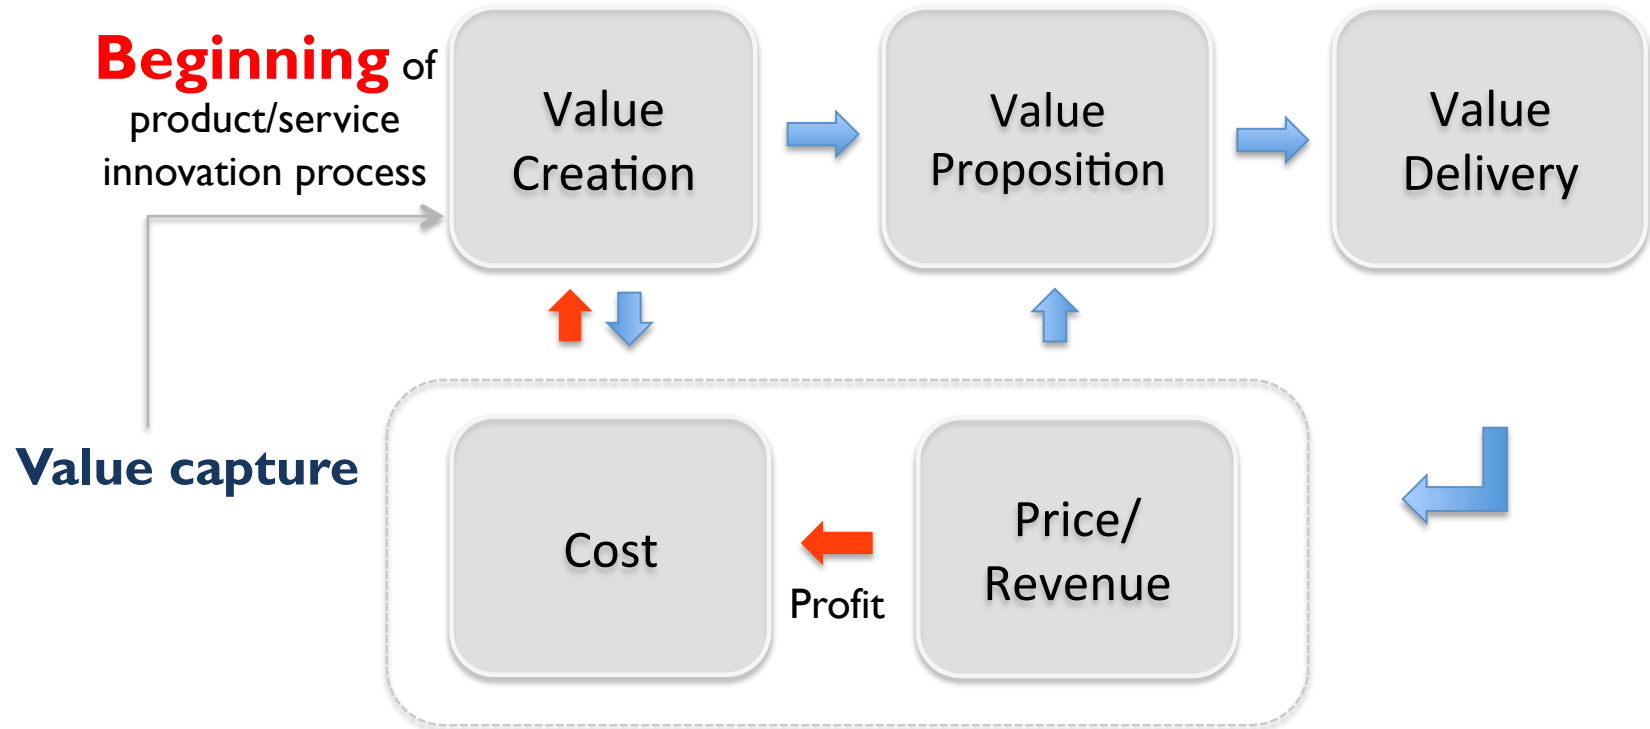 Beginning of
product/service
innovation process
Value
Creation
Value
Proposition
Value
Delivery
Value capture
Cost
Profit
Price/
Revenue